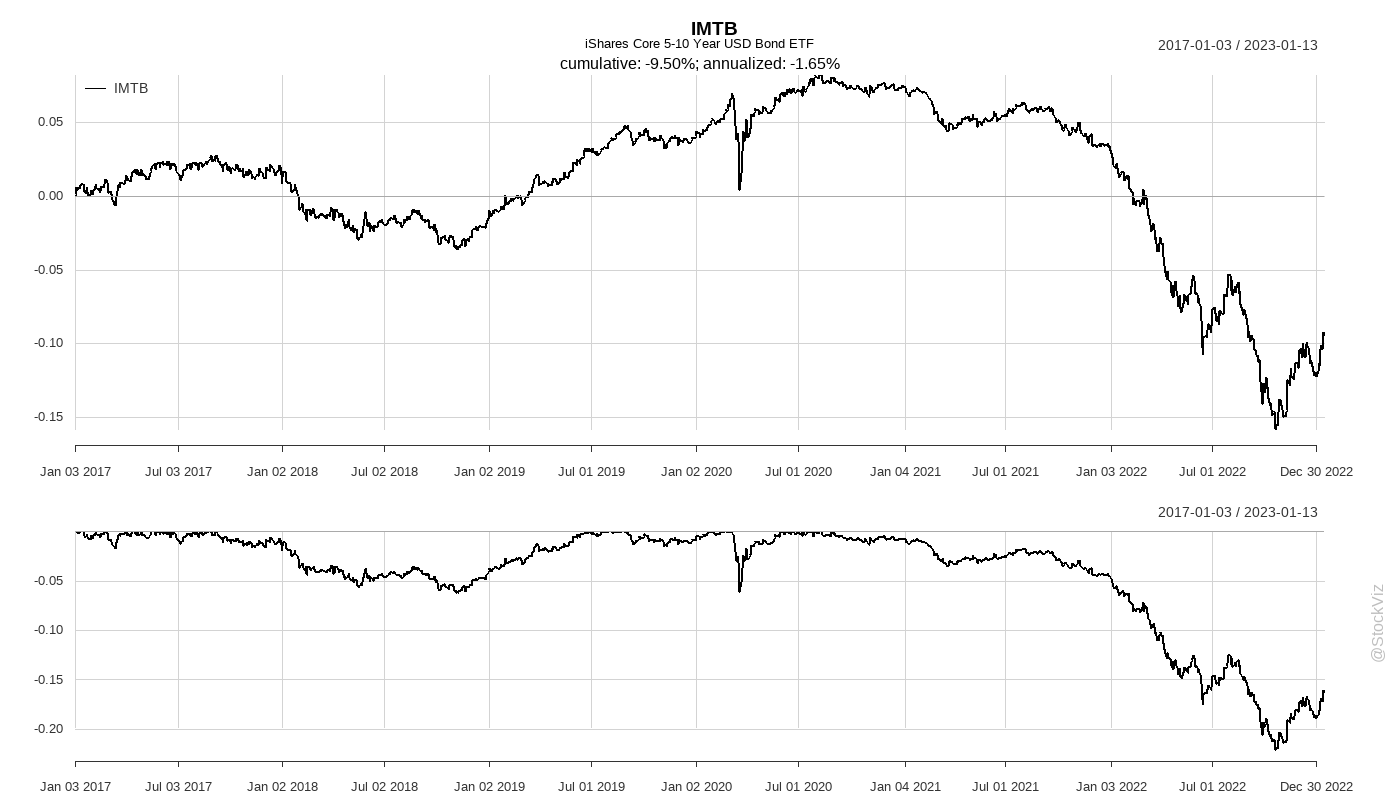 IMTB
iShares Core 5-10 Year USD Bond ETF
cumulative: -9.50%; annualized: -1.65%
2017-01-03 / 2023-01-13
IMTB
0.05
0.00
-0.05
-0.10
-0.15
Jan 03 2017 Jul 03 2017 Jan 02 2018 Jul 02 2018 Jan 02 2019 Jul 01 2019 Jan 02 2020 Jul 01 2020 Jan 04 2021 Jul 01 2021 Jan 03 2022 Jul 01 2022 Dec 30 2022
2017-01-03 / 2023-01-13
-0.05
-0.10
-0.15
-0.20
Jan 03 2017 Jul 03 2017 Jan 02 2018 Jul 02 2018 Jan 02 2019 Jul 01 2019 Jan 02 2020 Jul 01 2020 Jan 04 2021 Jul 01 2021 Jan 03 2022 Jul 01 2022 Dec 30 2022
@StockViz